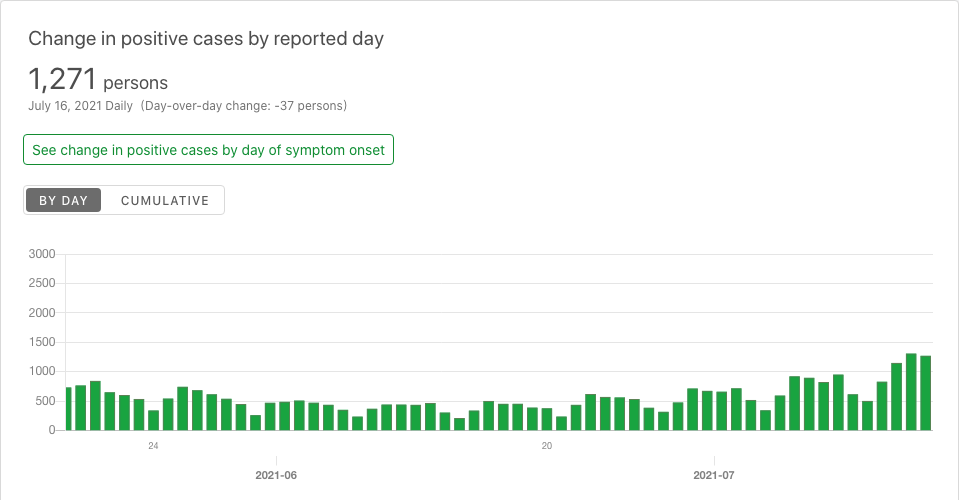 Change in positive cases by reported day
1,271 persons
July 16, 2021 Daily (Day-over-day change: -37 persons)
See change in positive cases by day of symptom onset
BY DAY CUMULATIVE
3000
2500
2000
1500
1000
500
0
24 20
2021-06 2021-07